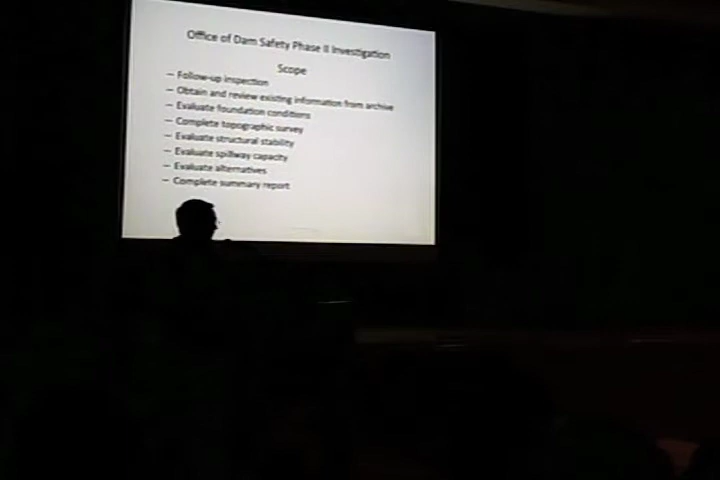 Office of Dam Safety Phase II Investigation
Scope
– Follow-up inspection
– Obtain and review existing information from archive
– Evaluate foundation conditions
– Complete topographic survey
– Evaluate structural stability
– Evaluate spillway capacity
– Evaluate alternatives
– Complete summary report